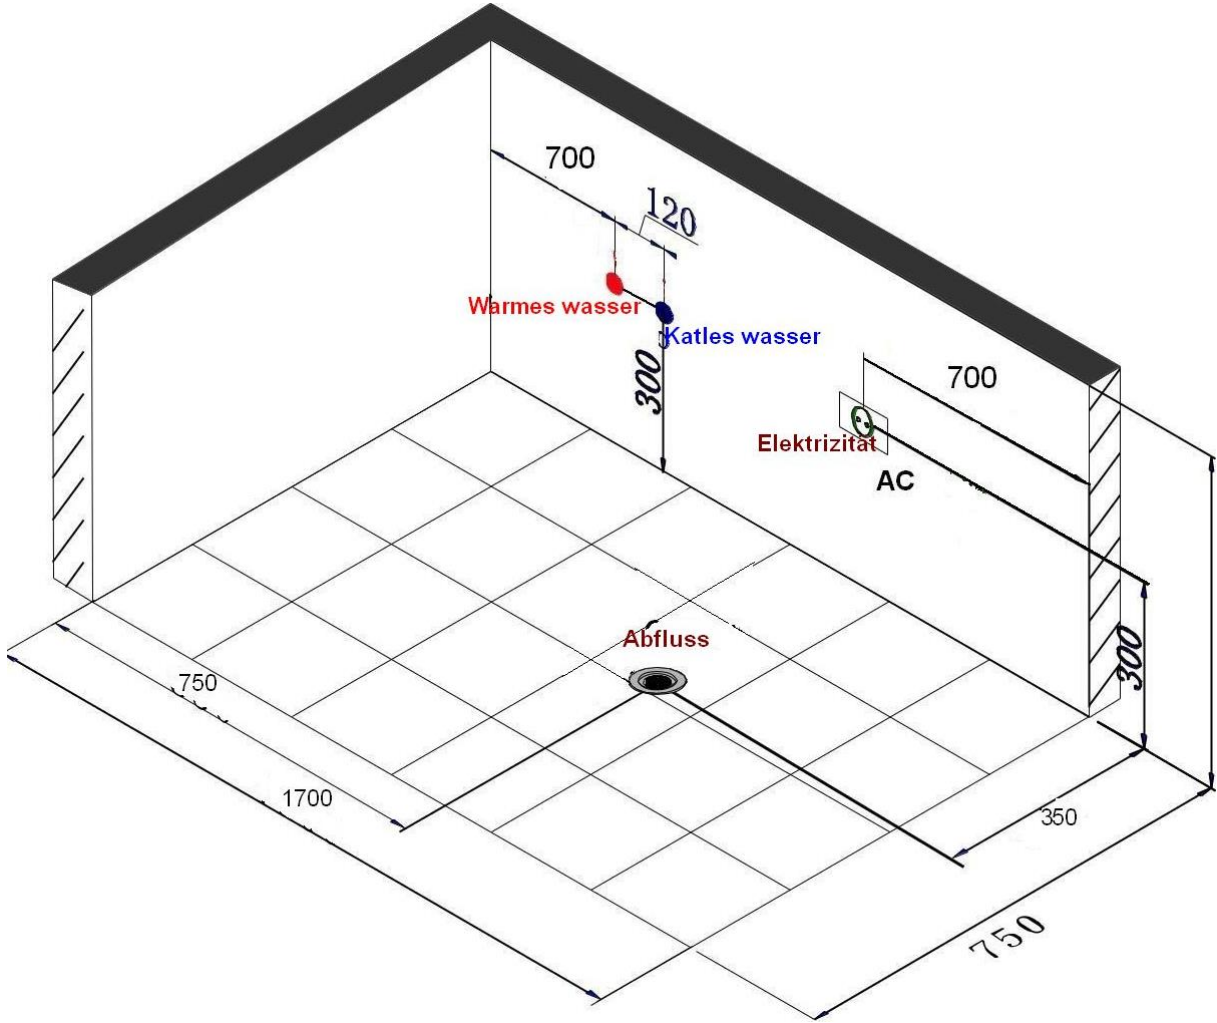 700
120
Warmes wasser
Katles wasser
300
700
Elektrizität
AC
Abfluss
300
750
1700
350
750